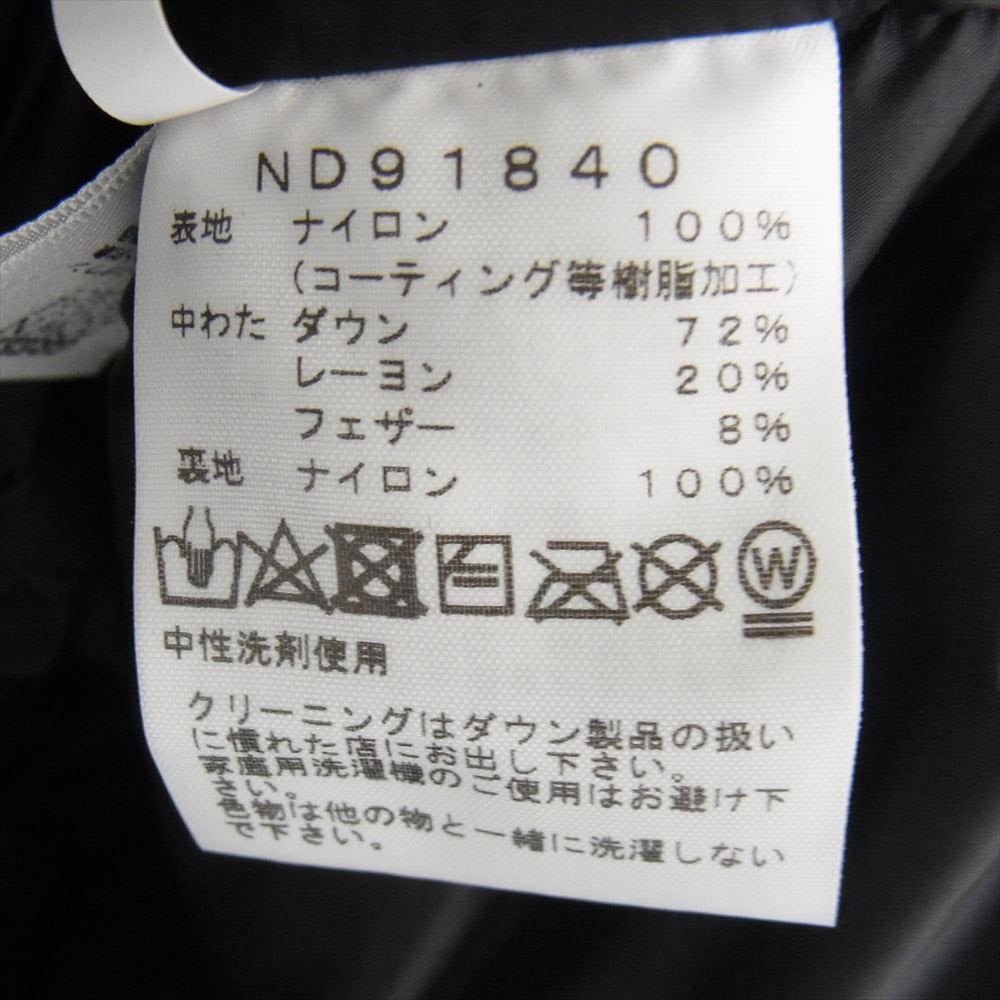 ND91840
表地 ナイロン 100%
(コーティング等樹脂加工)
中わた ダウン 72%
レーヨン 20%
フェザー 8%
裏地 ナイロン 100%
W
中性洗剤使用
クリーニングはダウン製品の扱い
に慣れた店にお出し下さい。
家庭用洗濯機のご使用はお避け下
さい。
色物は他の物と一緒に洗濯しない
で下さい。